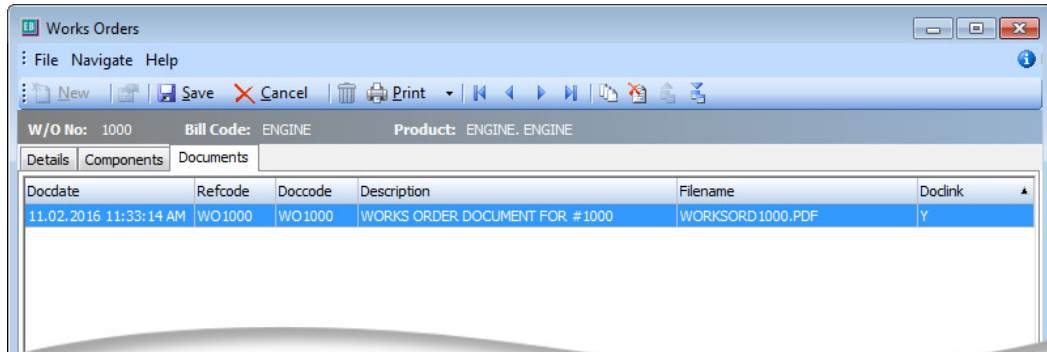 EB Works Orders
File Navigate Help
New Save Cancel Print
W/O No: 1000 Bill Code: ENGINE Product: ENGINE. ENGINE
Details Components Documents
Docdate Refcode Doccode Description Filename Doclink
11.02.2016 11:33:14 AM WO1000 WO1000 WORKS ORDER DOCUMENT FOR #1000 WORKSORD1000.PDF Y